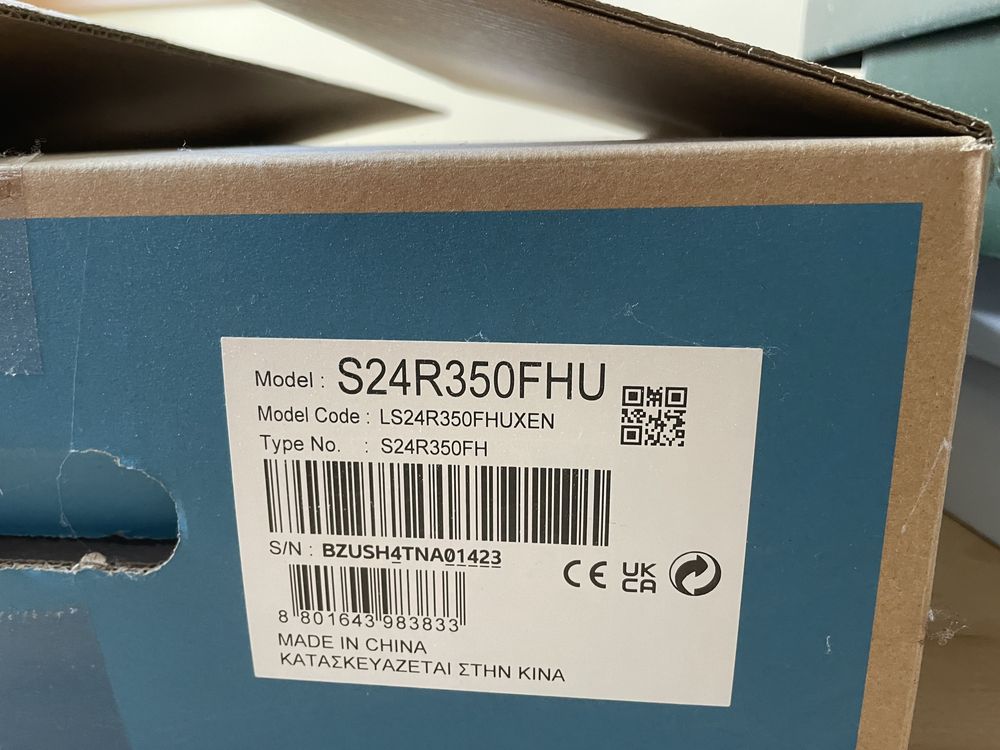 Model : S24R350FHU
Model Code : LS24R350FHUXEN
Type No. : S24R350FH
S/N : BZUSH4TNA01423
CE UK CA
8 801643 983833
MADE IN CHINA
ΚΑΤΑΣΚΕΥΑΖΕΤΑΙ ΣΤΗΝ ΚΙΝΑ